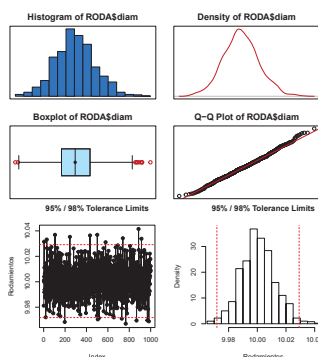 Histogram of RODA$diam
Density of RODA$diam
Boxplot of RODA$diam
Q−Q Plot of RODA$diam
95% / 98% Tolerance Limits
95% / 98% Tolerance Limits
Rodamientos
9.98
10.00
10.02
10.04
0
200
400
600
800
1000
Index
Density
0
10
20
30
9.98
10.00
10.02
10.0
Rodamientos